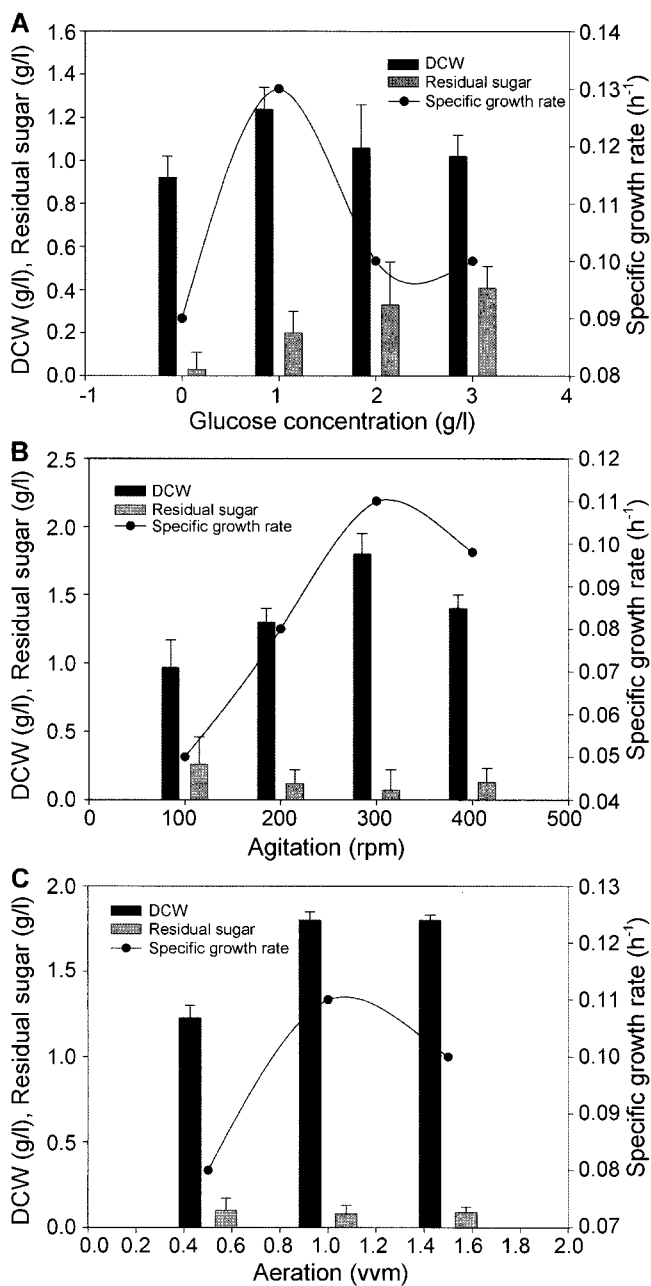 A
DCW (g/l), Residual sugar (g/l)
1.6
1.4
1.2
1.0
0.8
0.6
0.4
0.2
0.0
DCW
Residual sugar
Specific growth rate
0.14
0.13
0.12
0.11
0.10
0.09
0.08
Specific growth rate (h-1)
-1 0 1 2 3 4
Glucose concentration (g/l)
B
DCW (g/l), Residual sugar (g/l)
2.5
2.0
1.5
1.0
0.5
0.0
DCW
Residual sugar
Specific growth rate
0.12
0.11
0.10
0.09
0.08
0.07
0.06
0.05
0.04
Specific growth rate (h-1)
0 100 200 300 400 500
Agitation (rpm)
C
DCW (g/l), Residual sugar (g/l)
2.0
1.5
1.0
0.5
0.0
DCW
Residual sugar
Specific growth rate
0.13
0.12
0.11
0.10
0.09
0.08
0.07
Specific growth rate (h-1)
0.0 0.2 0.4 0.6 0.8 1.0 1.2 1.4 1.6 1.8 2.0
Aeration (vvm)